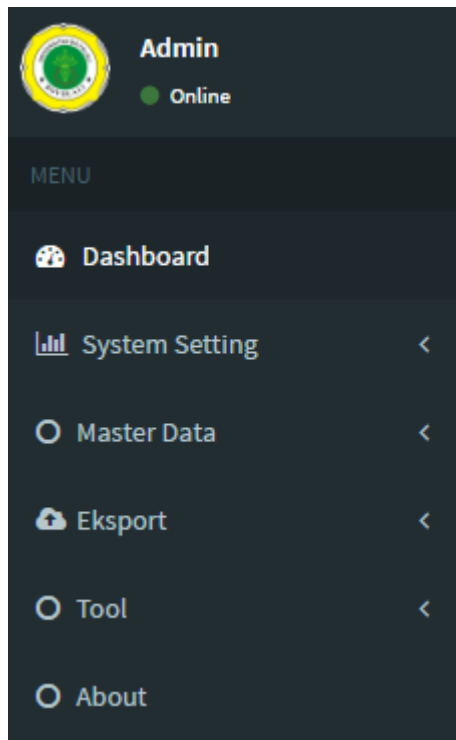 Admin
Online
MENU
Dashboard
System Setting
Master Data
Eksport
Tool
About